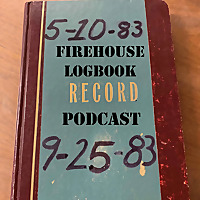 5-10-83
FIREHOUSE
LOGBOOK
RECORD
PODCAST
9-25-83